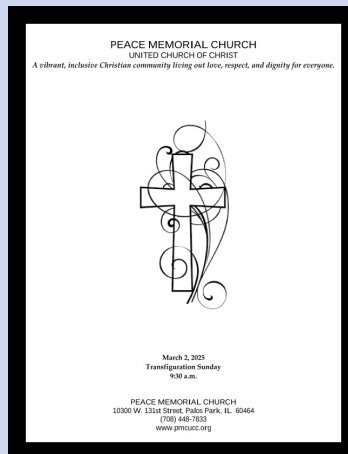 PEACE MEMORIAL CHURCH
UNITED CHURCH OF CHRIST
A vibrant, inclusive Christian community living out love, respect, and dignity for everyone.
March 2, 2025
Transfiguration Sunday
9:30 a.m.
PEACE MEMORIAL CHURCH
10300 W. 131st Street, Palos Park, IL 60464
(708) 448-7833
www.pmcucc.org